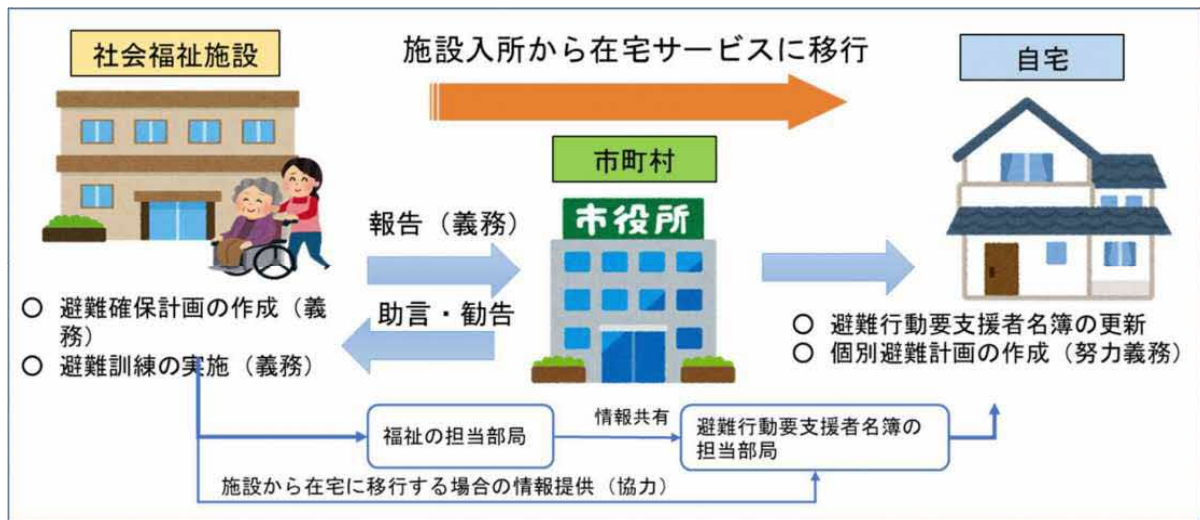 社会福祉施設
施設入所から在宅サービスに移行
自宅
市町村
市役所
報告（義務）
助言・勧告
○ 避難確保計画の作成（義
務）
○ 避難訓練の実施（義務）
○ 避難行動要支援者名簿の更新
○ 個別避難計画の作成（努力義務）
福祉の担当部局
情報共有
避難行動要支援者名簿の
担当部局
施設から在宅に移行する場合の情報提供（協力）